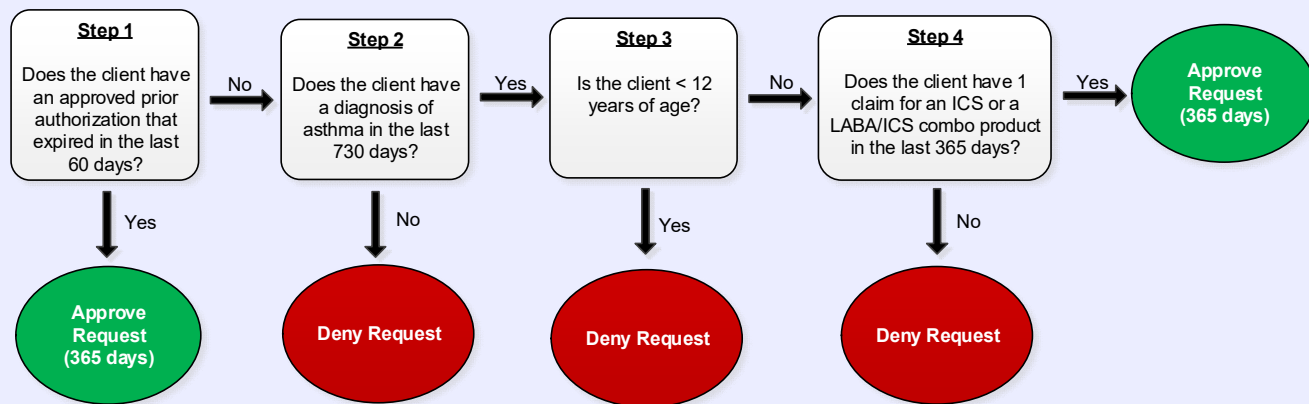 Step 1
Does the client have
an approved prior
authorization that
expired in the last
60 days?
No
Step 2
Does the client have
a diagnosis of
asthma in the last
730 days?
Yes
Step 3
Is the client < 12
years of age?
No
Step 4
Does the client have 1
claim for an ICS or a
LABA/ICS combo product
in the last 365 days?
Yes
Approve
Request
(365 days)
Yes
No
Yes
No
Approve
Request
(365 days)
Deny Request
Deny Request
Deny Request